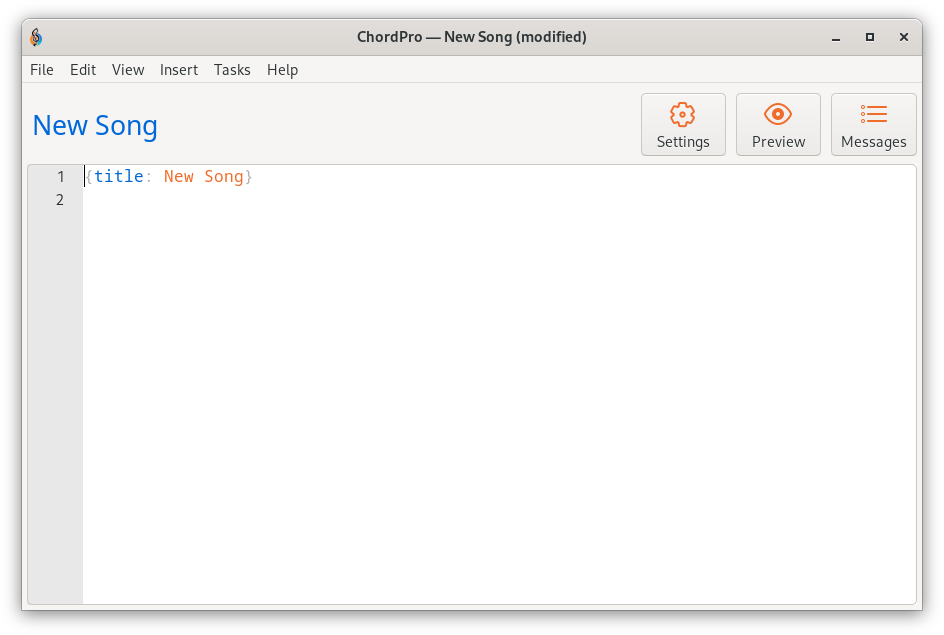 ChordPro — New Song (modified)
File Edit View Insert Tasks Help
New Song
Settings Preview Messages
1 {title: New Song}
2